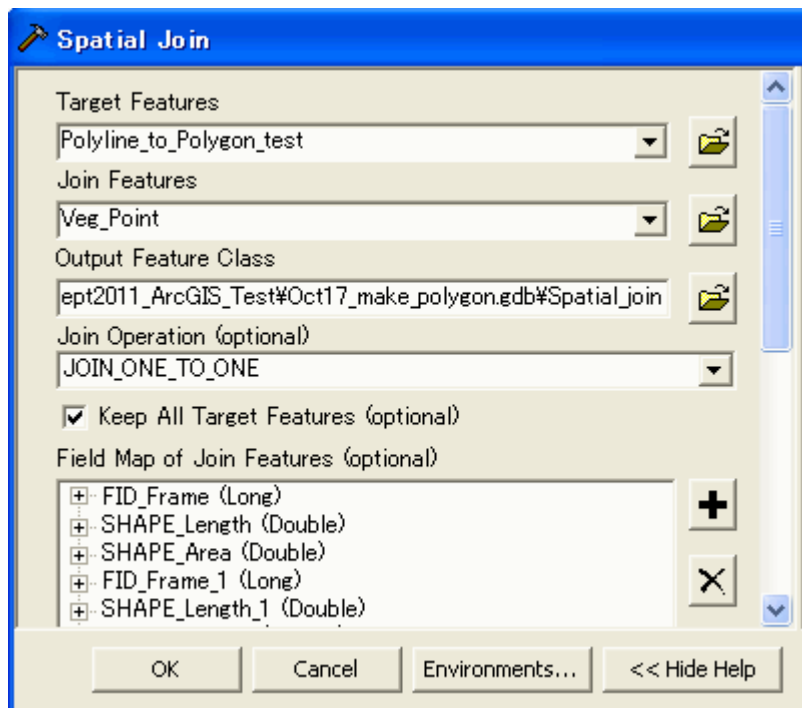 Spatial Join
Target Features
Polyline_to_Polygon_test
Join Features
Veg_Point
Output Feature Class
ept2011_ArcGIS_Test¥Oct17_make_polygon.gdb¥Spatial_join
Join Operation (optional)
JOIN_ONE_TO_ONE
Keep All Target Features (optional)
Field Map of Join Features (optional)
FID_Frame (Long)
SHAPE_Length (Double)
SHAPE_Area (Double)
FID_Frame_1 (Long)
SHAPE_Length_1 (Double)
OK
Cancel
Environments...
<< Hide Help